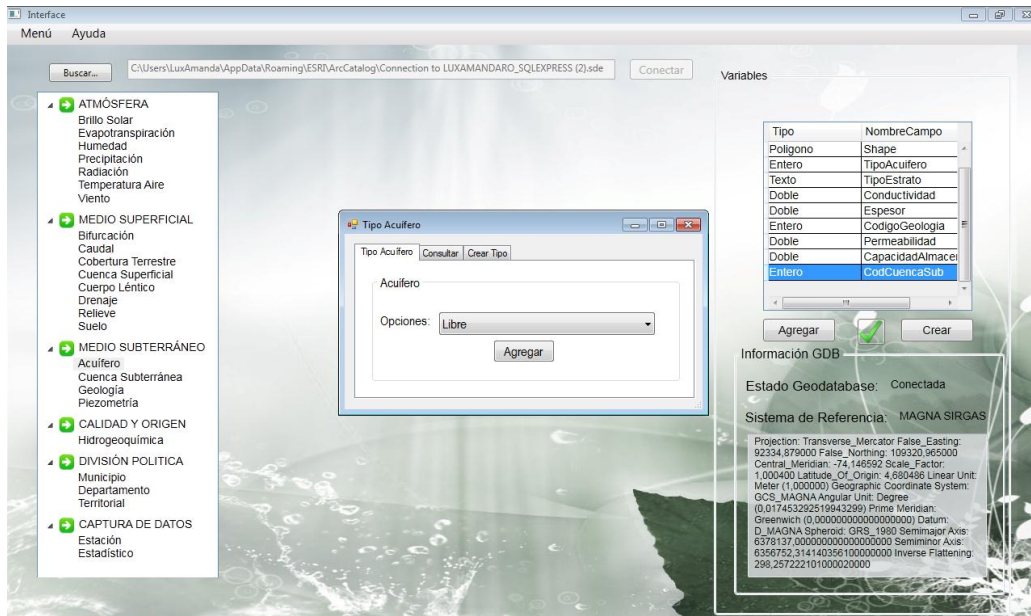 Interface
Menú Ayuda
Buscar...
C:\Users\LuxAmanda\AppData\Roaming\ESRI\ArcCatalog\Connection to LUXAMANDARO_SQLEXPRESS (2).sde
Conectar
ATMÓSFERA
Brillo Solar
Evapotranspiración
Humedad
Precipitación
Radiación
Temperatura Aire
Viento
MEDIO SUPERFICIAL
Bifurcación
Caudal
Cobertura Terrestre
Cuenca Superficial
Cuerpo Léntico
Drenaje
Relieve
Suelo
MEDIO SUBTERRÁNEO
Acuífero
Cuenca Subterránea
Geología
Piezometría
CALIDAD Y ORIGEN
Hidrogeoquímica
DIVISIÓN POLITICA
Municipio
Departamento
Territorial
CAPTURA DE DATOS
Estación
Estadístico
Tipo Acuífero
Tipo Acuífero Consultar Crear Tipo
Acuífero
Opciones: Libre
Agregar
Variables
Tipo NombreCampo
Poligono Shape
Entero TipoAcuifero
Texto TipoEstrato
Doble Conductividad
Doble Espesor
Entero CodigoGeologia
Doble Permeabilidad
Doble CapacidadAlmacer
Entero CodCuencaSub
Agregar Crear
Información GDB
Estado Geodatabase: Conectada
Sistema de Referencia: MAGNA SIRGAS
Projection: Transverse_Mercator False_Easting:
92334,879000 False_Northing: 109320,965000
Central_Meridian: -74,146592 Scale_Factor:
1,000400 Latitude_Of_Origin: 4,680486 Linear Unit:
Meter (1,000000) Geographic Coordinate System:
GCS_MAGNA Angular Unit: Degree
(0,017453292519943299) Prime Meridian:
Greenwich (0,000000000000000000) Datum:
D_MAGNA Spheroid: GRS_1980 Semimajor Axis:
6378137,000000000000000000 Semiminor Axis:
6356752,314140356100000000 Inverse Flattening:
298,257222101000020000